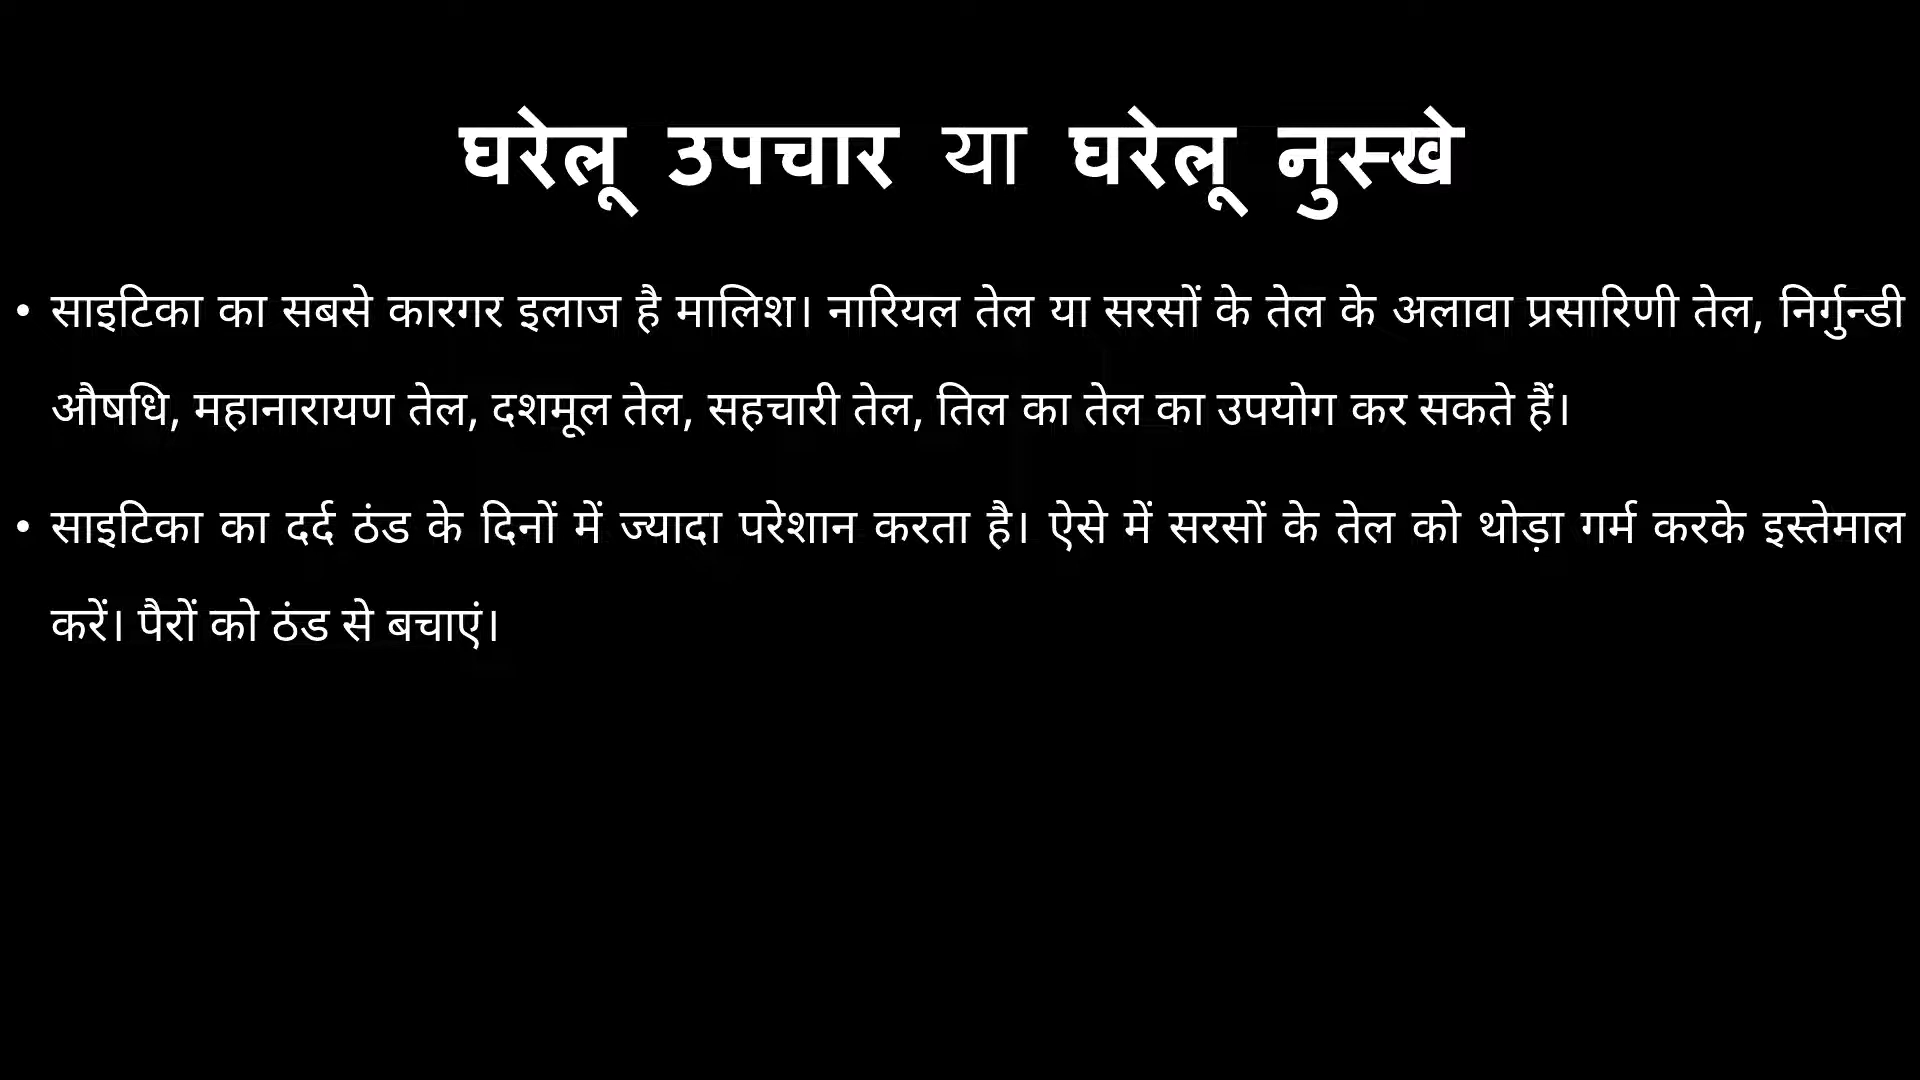 घरेलू उपचार या घरेलू नुस्खे
• साइटिका का सबसे कारगर इलाज है मालिश। नारियल तेल या सरसों के तेल के अलावा प्रसारिणी तेल, निर्गुन्डी
औषधि, महानारायण तेल, दशमूल तेल, सहचारी तेल, तिल का तेल का उपयोग कर सकते हैं।
• साइटिका का दर्द ठंड के दिनों में ज्यादा परेशान करता है। ऐसे में सरसों के तेल को थोड़ा गर्म करके इस्तेमाल
करें। पैरों को ठंड से बचाएं।